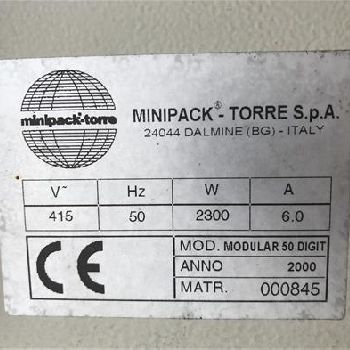 minipack-torre
MINIPACK® - TORRE S.p.A.
24044 DALMINE (BG) - ITALY
V~ Hz W A
415 50 2300 6.0
CE
MOD. MODULAR 50 DIGIT
ANNO 2000
MATR. 000845